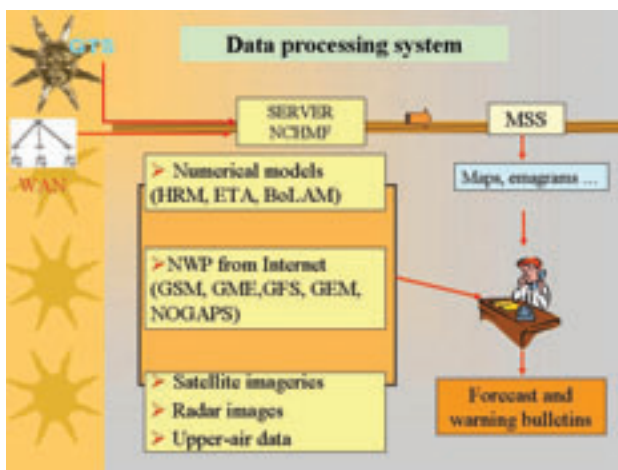 Data processing system
GTS
SERVER
NCHMF
MSS
WAN
➤ Numerical models
(HRM, ETA, BoLAM)
Maps, emagrams ...
➤NWP from Internet
(GSM, GME,GFS, GEM,
NOGAPS)
➤ Satellite imageries
➤ Radar images
➤ Upper-air data
Forecast and
warning bulletins